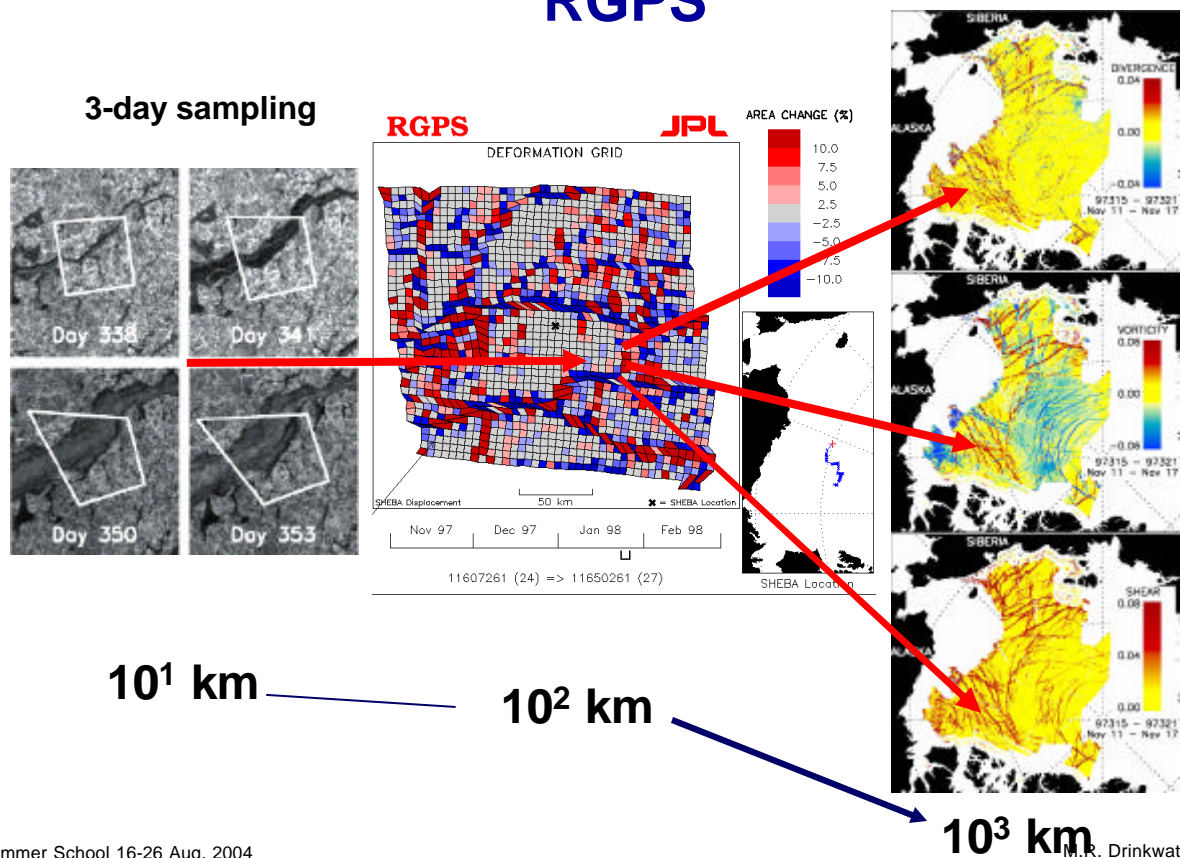 RGPS
3-day sampling
Day 338
Day 341
Day 350
Day 353
RGPS
JPL
DEFORMATION GRID
SHEBA Displacement
50 km
✖ = SHEBA Location
Nov 97
Dec 97
Jan 98
Feb 98
11607261 (24) => 11650261 (27)
AREA CHANGE (%)
10.0
7.5
5.0
2.5
−2.5
−5.0
7.5
−10.0
SHEBA Location
SIBERIA
ALASKA
DIVERGENCE
0.04
0.00
−0.04
97315 − 97321
Nov 11 − Nov 17
SIBERIA
ALASKA
VORTICITY
0.08
0.00
−0.08
97315 − 97321
Nov 11 − Nov 17
SIBERIA
ALASKA
SHEAR
0.08
0.04
0.00
97315 − 97321
Nov 11 − Nov 17
10¹ km
10² km
10³ km
mmer School 16-26 Aug. 2004
M.R. Drinkwat